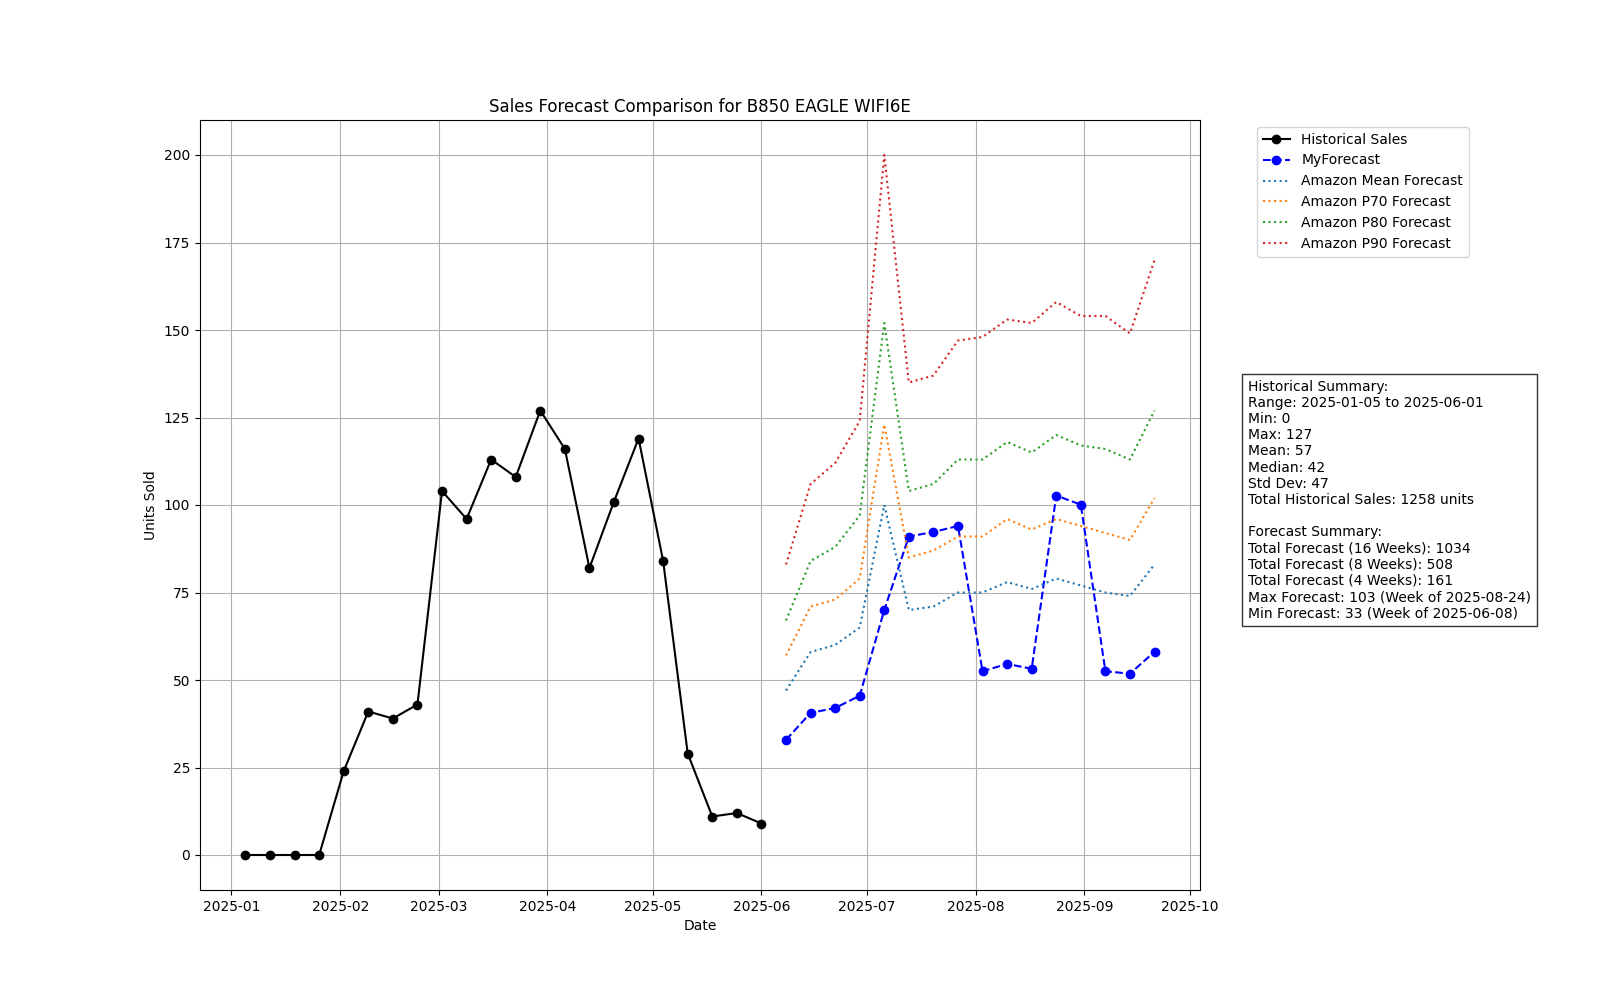 Sales Forecast Comparison for B850 EAGLE WIFI6E
200
175
150
125
100
75
50
25
0
Units Sold
2025-01
2025-02
2025-03
2025-04
2025-05
2025-06
2025-07
2025-08
2025-09
2025-10
Date
Historical Sales
MyForecast
Amazon Mean Forecast
Amazon P70 Forecast
Amazon P80 Forecast
Amazon P90 Forecast
Historical Summary:
Range: 2025-01-05 to 2025-06-01
Min: 0
Max: 127
Mean: 57
Median: 42
Std Dev: 47
Total Historical Sales: 1258 units
Forecast Summary:
Total Forecast (16 Weeks): 1034
Total Forecast (8 Weeks): 508
Total Forecast (4 Weeks): 161
Max Forecast: 103 (Week of 2025-08-24)
Min Forecast: 33 (Week of 2025-06-08)